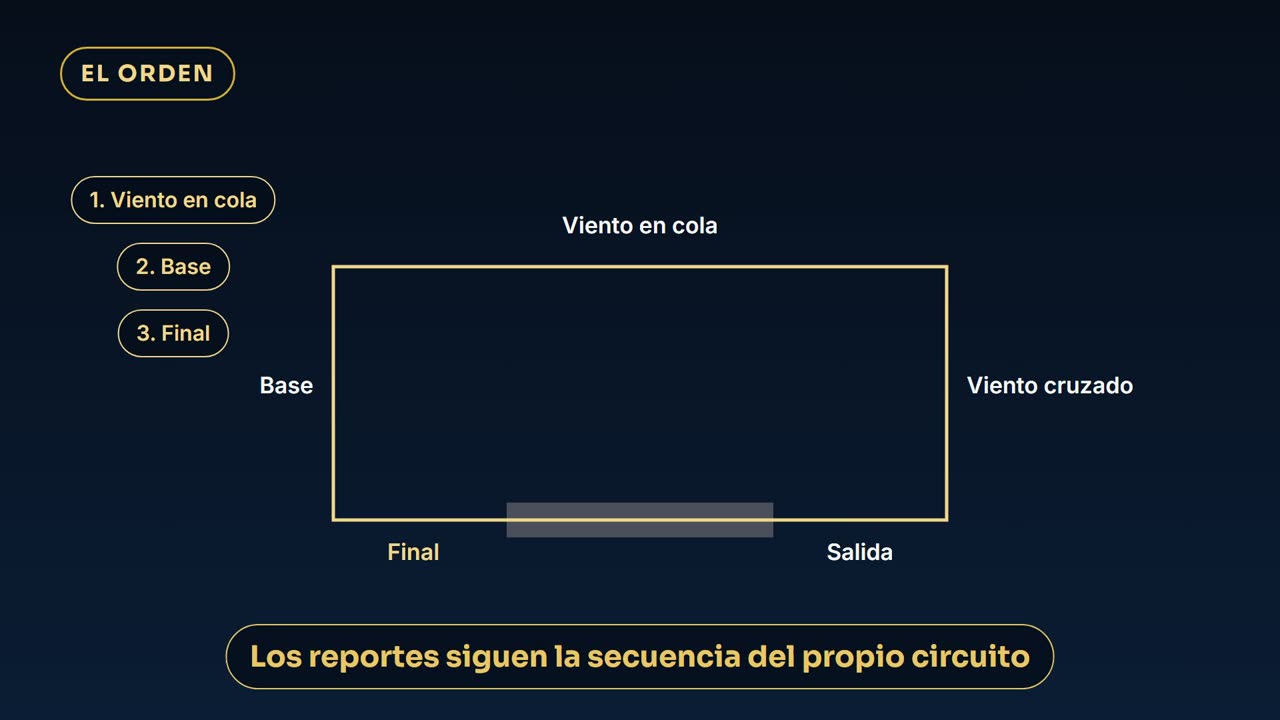 EL ORDEN
1. Viento en cola
2. Base
3. Final
Viento en cola
Base
Viento cruzado
Final
Salida
Los reportes siguen la secuencia del propio circuito